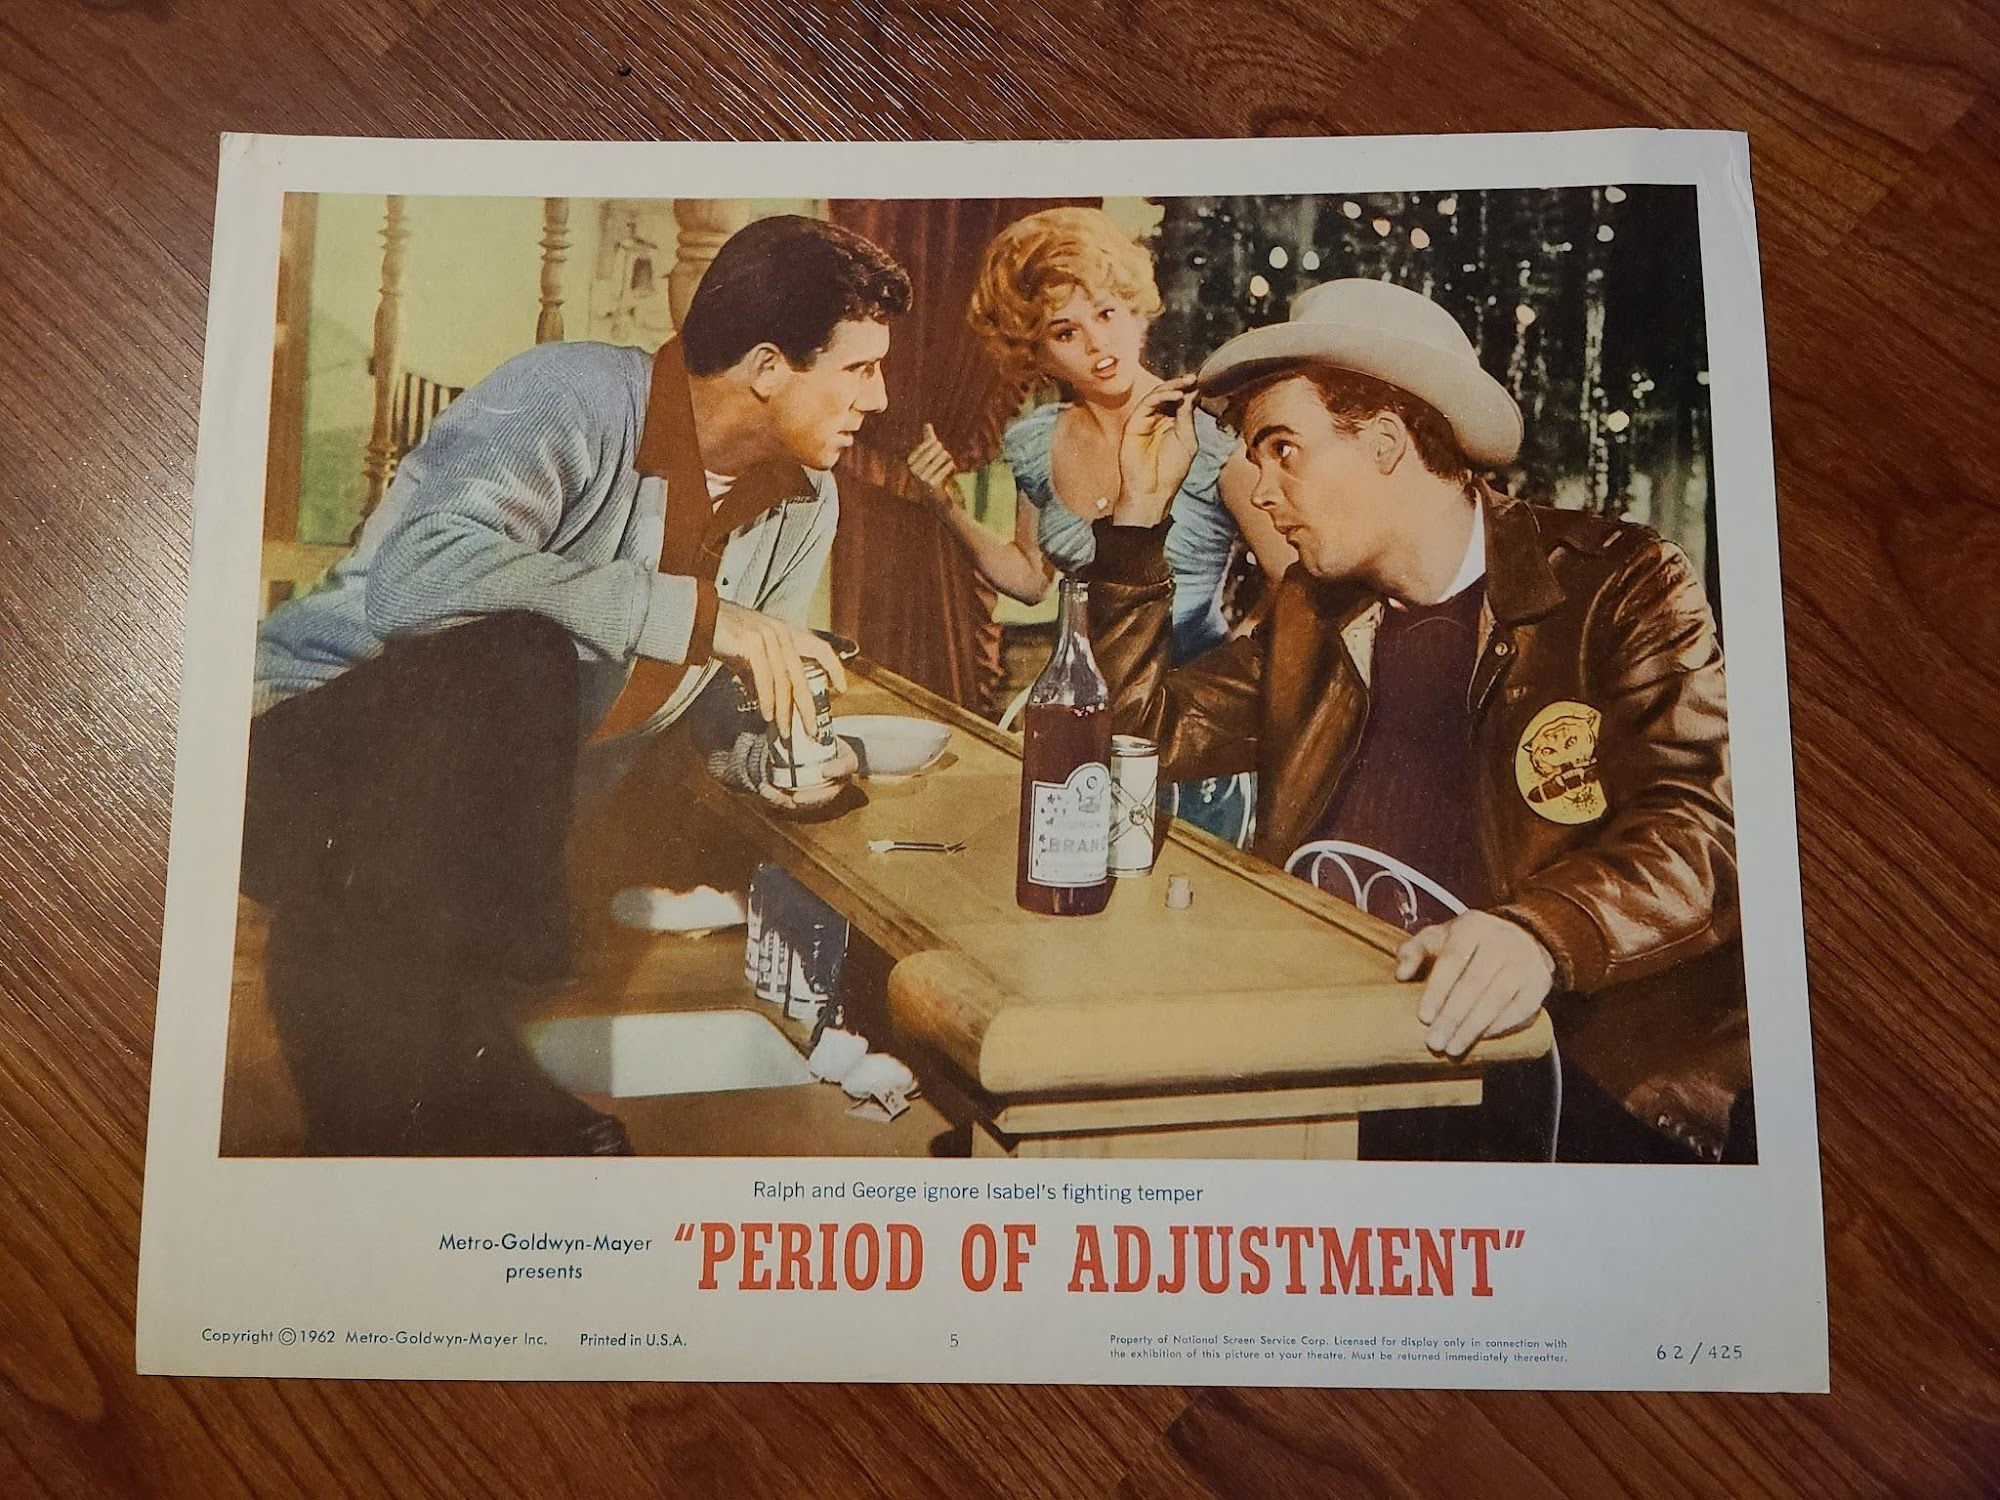 BRAN
Ralph and George ignore Isabel's fighting temper
Metro-Goldwyn-Mayer
presents
"PERIOD OF ADJUSTMENT"
Copyright © 1962 Metro-Goldwyn-Mayer Inc. Printed in U.S.A.
5
Property of National Screen Service Corp. Licensed for display only in connection with
the exhibition of this picture at your theatre. Must be returned immediately thereafter.
62/425